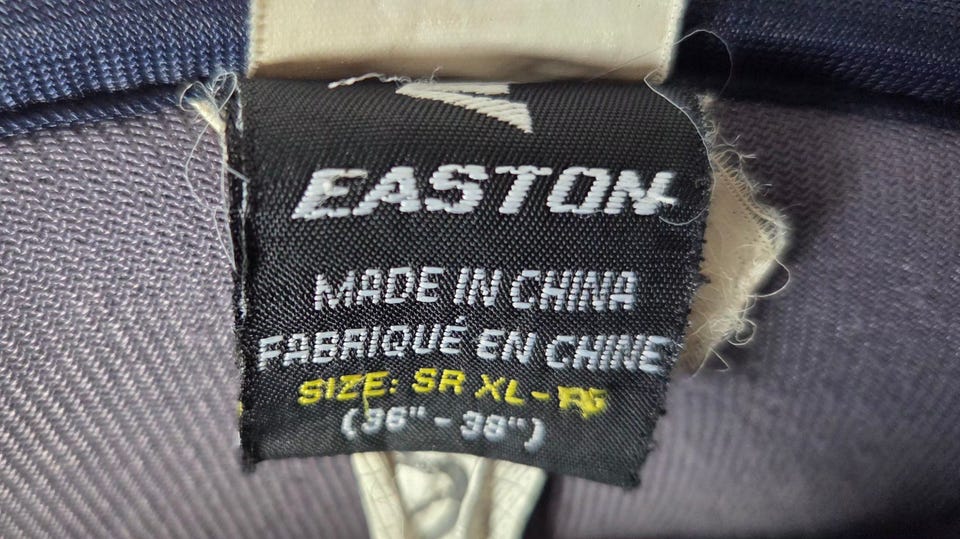 EASTON
MADE IN CHINA
FABRIQUÉ EN CHINE
SIZE: SR XL-
(36" - 38")